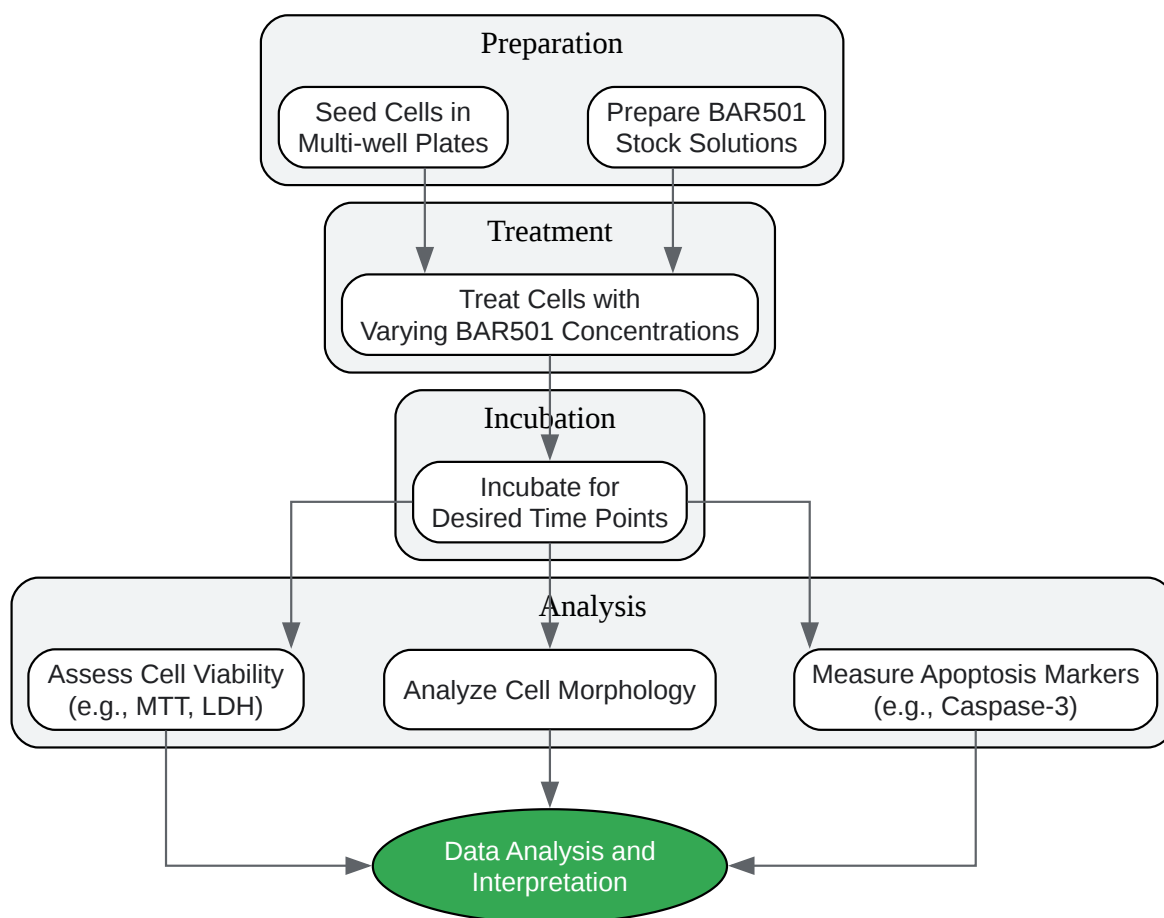 Preparation
Seed Cells in
Multi-well Plates
Prepare BAR501
Stock Solutions
Treatment
Treat Cells with
Varying BAR501 Concentrations
Incubation
Incubate for
Desired Time Points
Analysis
Assess Cell Viability
(e.g., MTT, LDH)
Analyze Cell Morphology
Measure Apoptosis Markers
(e.g., Caspase-3)
Data Analysis and
Interpretation